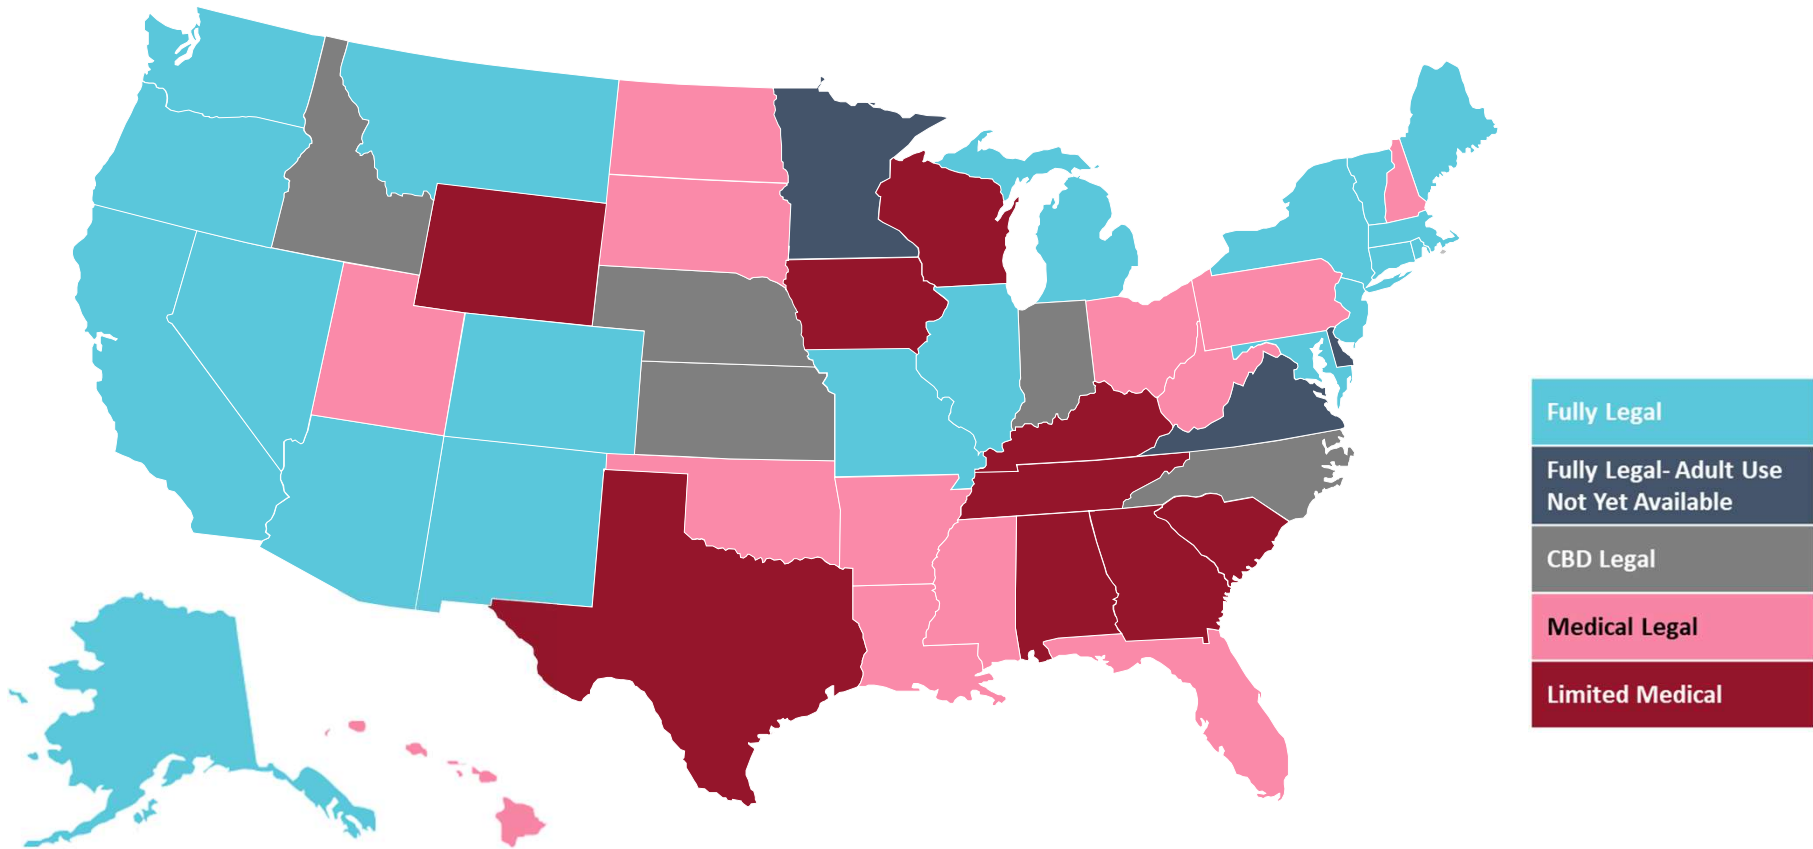 Fully Legal
Fully Legal- Adult Use
Not Yet Available
CBD Legal
Medical Legal
Limited Medical